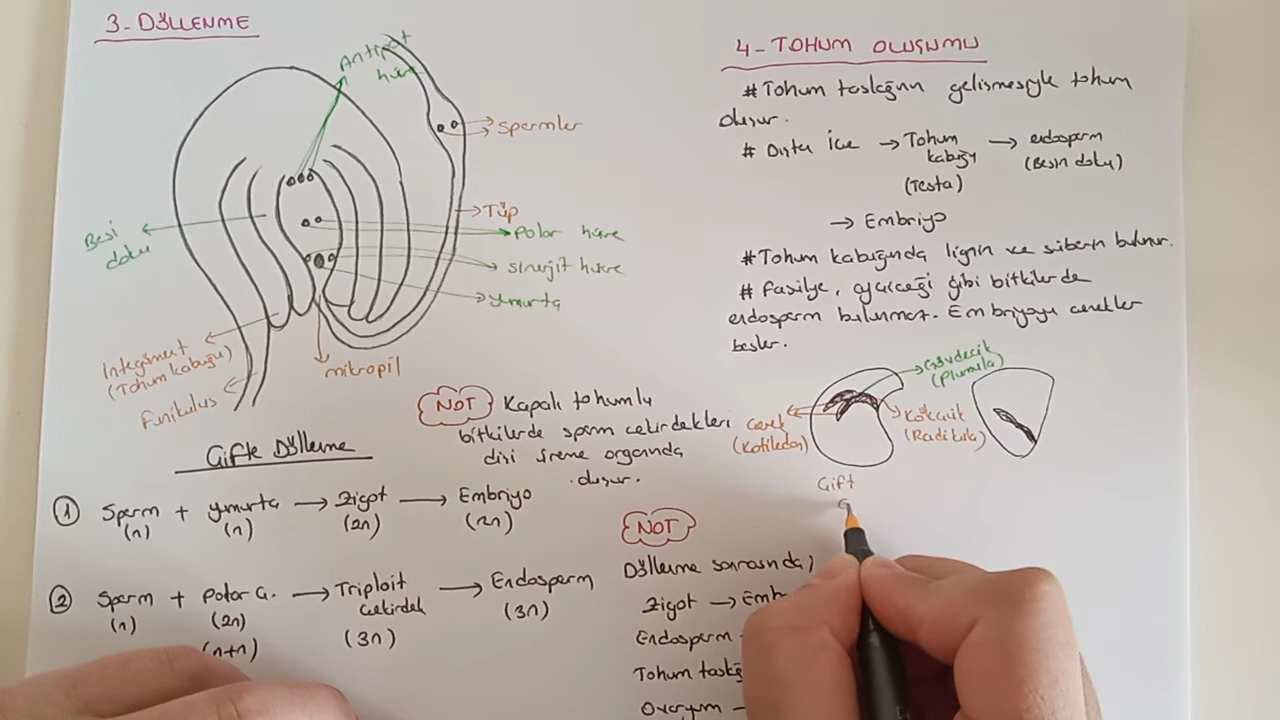 3- DÖLLENME
Antipot
hücre
Spermler
Tüp
Polar hücre
Sinerjit hücre
Yumurta
Besi
doku
İntegüment
(Tohum kabuğu)
Funikulus
mikropil
NOT Kapalı tohumlu
bitkilerde sperm çekirdekleri
dişi üreme organında
oluşur.
Çifte Döllenme
1 Sperm + yumurta → Zigot → Embriyo
(n) (n) (2n) (2n)
2 Sperm + Polar ç. → Triploit çekirdek → Endosperm
(n) (2n) (3n) (3n)
(n+n)
4- TOHUM OLUŞUMU
# Tohum taslağının gelişmesiyle tohum
oluşur.
# Dıştan içe → Tohum kabuğu → endosperm
(Testa) (Besin doku)
→ Embriyo
# Tohum kabuğunda lignin ve süberin bulunur.
# Fasülye, ayçiçeği gibi bitkilerde
endosperm bulunmaz. Embriyoyu çenekler
besler.
Gövdecik
(Plumula)
çenek
(Kotiledon)
Kökçük
(Radikula)
Çift
NOT
Döllenme sonrasında;
Zigot → Emb
Endosperm
Tohum taslağ
Ovaryum →